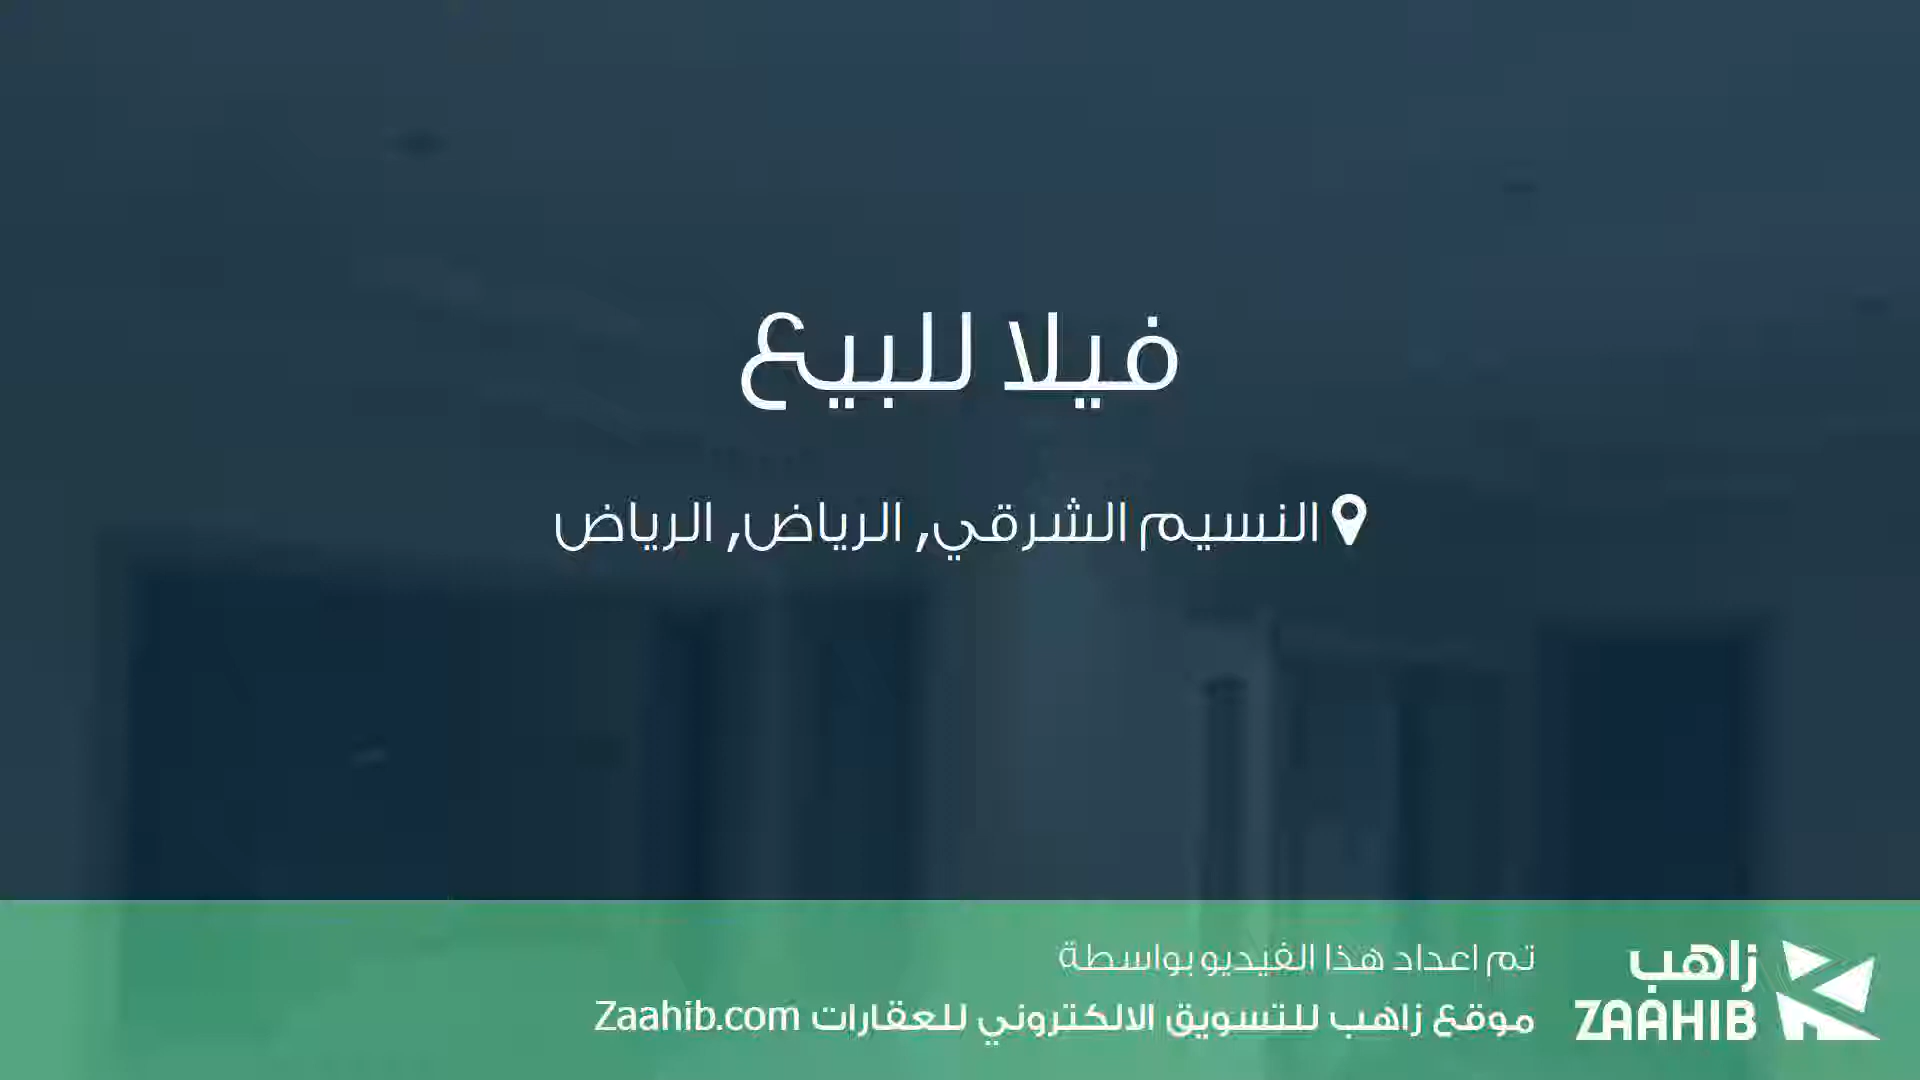 فيلا للبيع
النسيم الشرقي, الرياض, الرياض
تم اعداد هذا الفيديو بواسطة
موقع زاهب للتسويق الالكتروني للعقارات Zaahib.com
زاهب
ZAAHIB